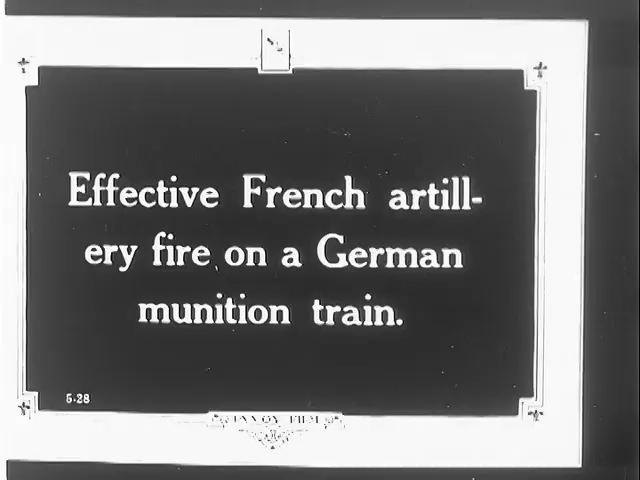 Effective French artill-
ery fire on a German
munition train.
5-28